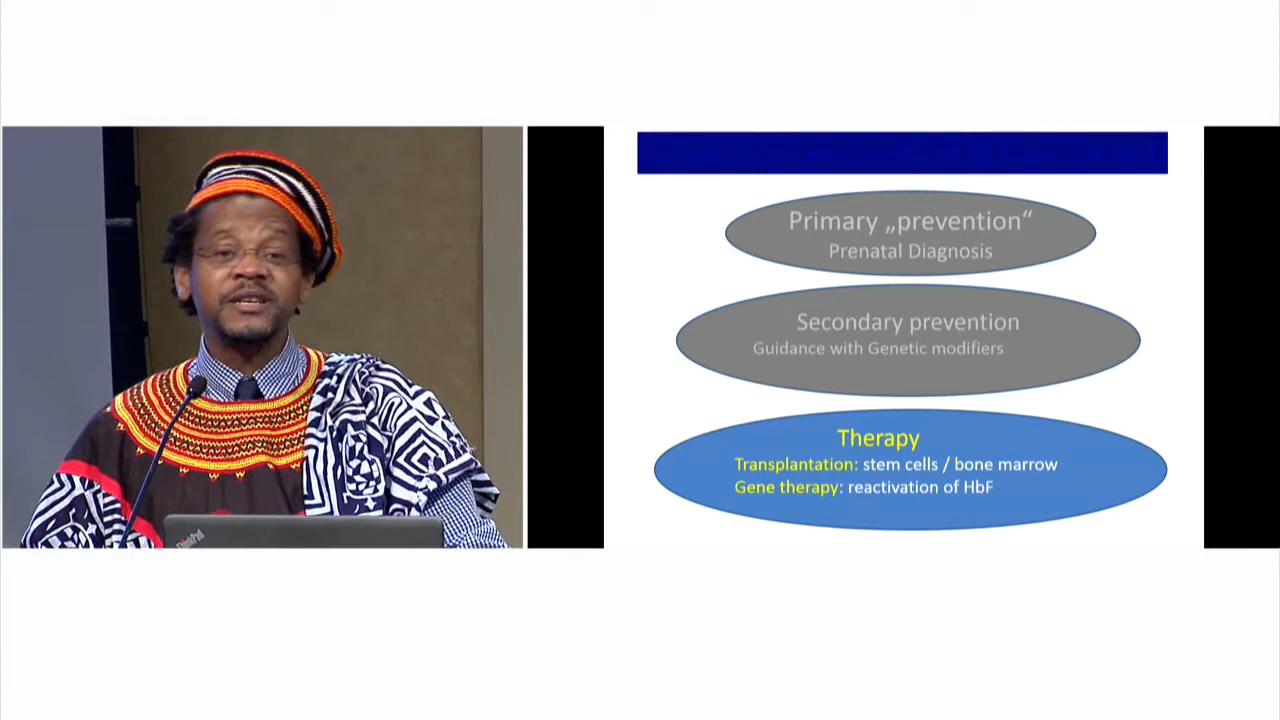 Primary „prevention“
Prenatal Diagnosis
Secondary prevention
Guidance with Genetic modifiers
Therapy
Transplantation: stem cells / bone marrow
Gene therapy: reactivation of HbF
ThinkPad